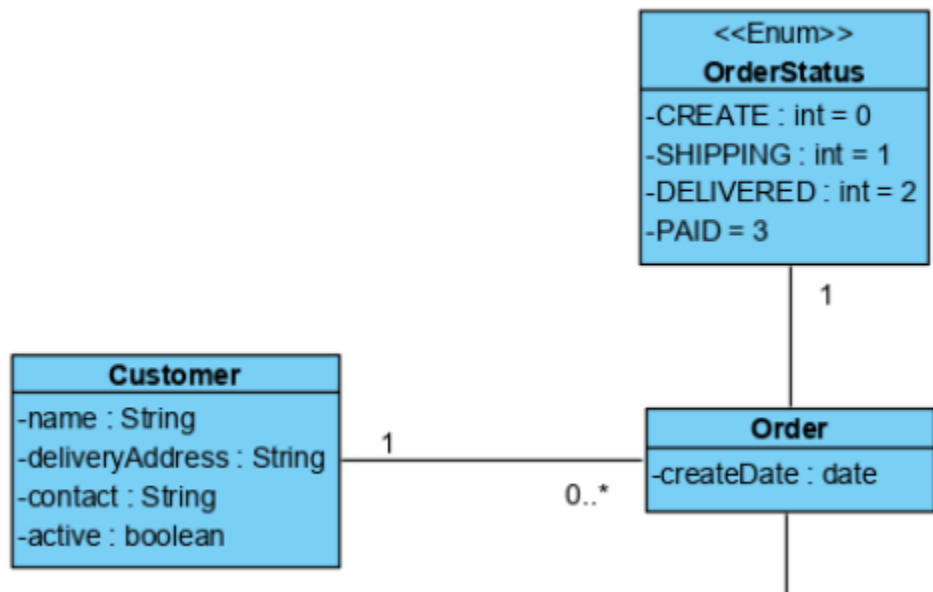 <<Enum>>
OrderStatus
-CREATE : int = 0
-SHIPPING : int = 1
-DELIVERED : int = 2
-PAID = 3
1
Customer
-name : String
-deliveryAddress : String
-contact : String
-active : boolean
1
0..*
Order
-createDate : date